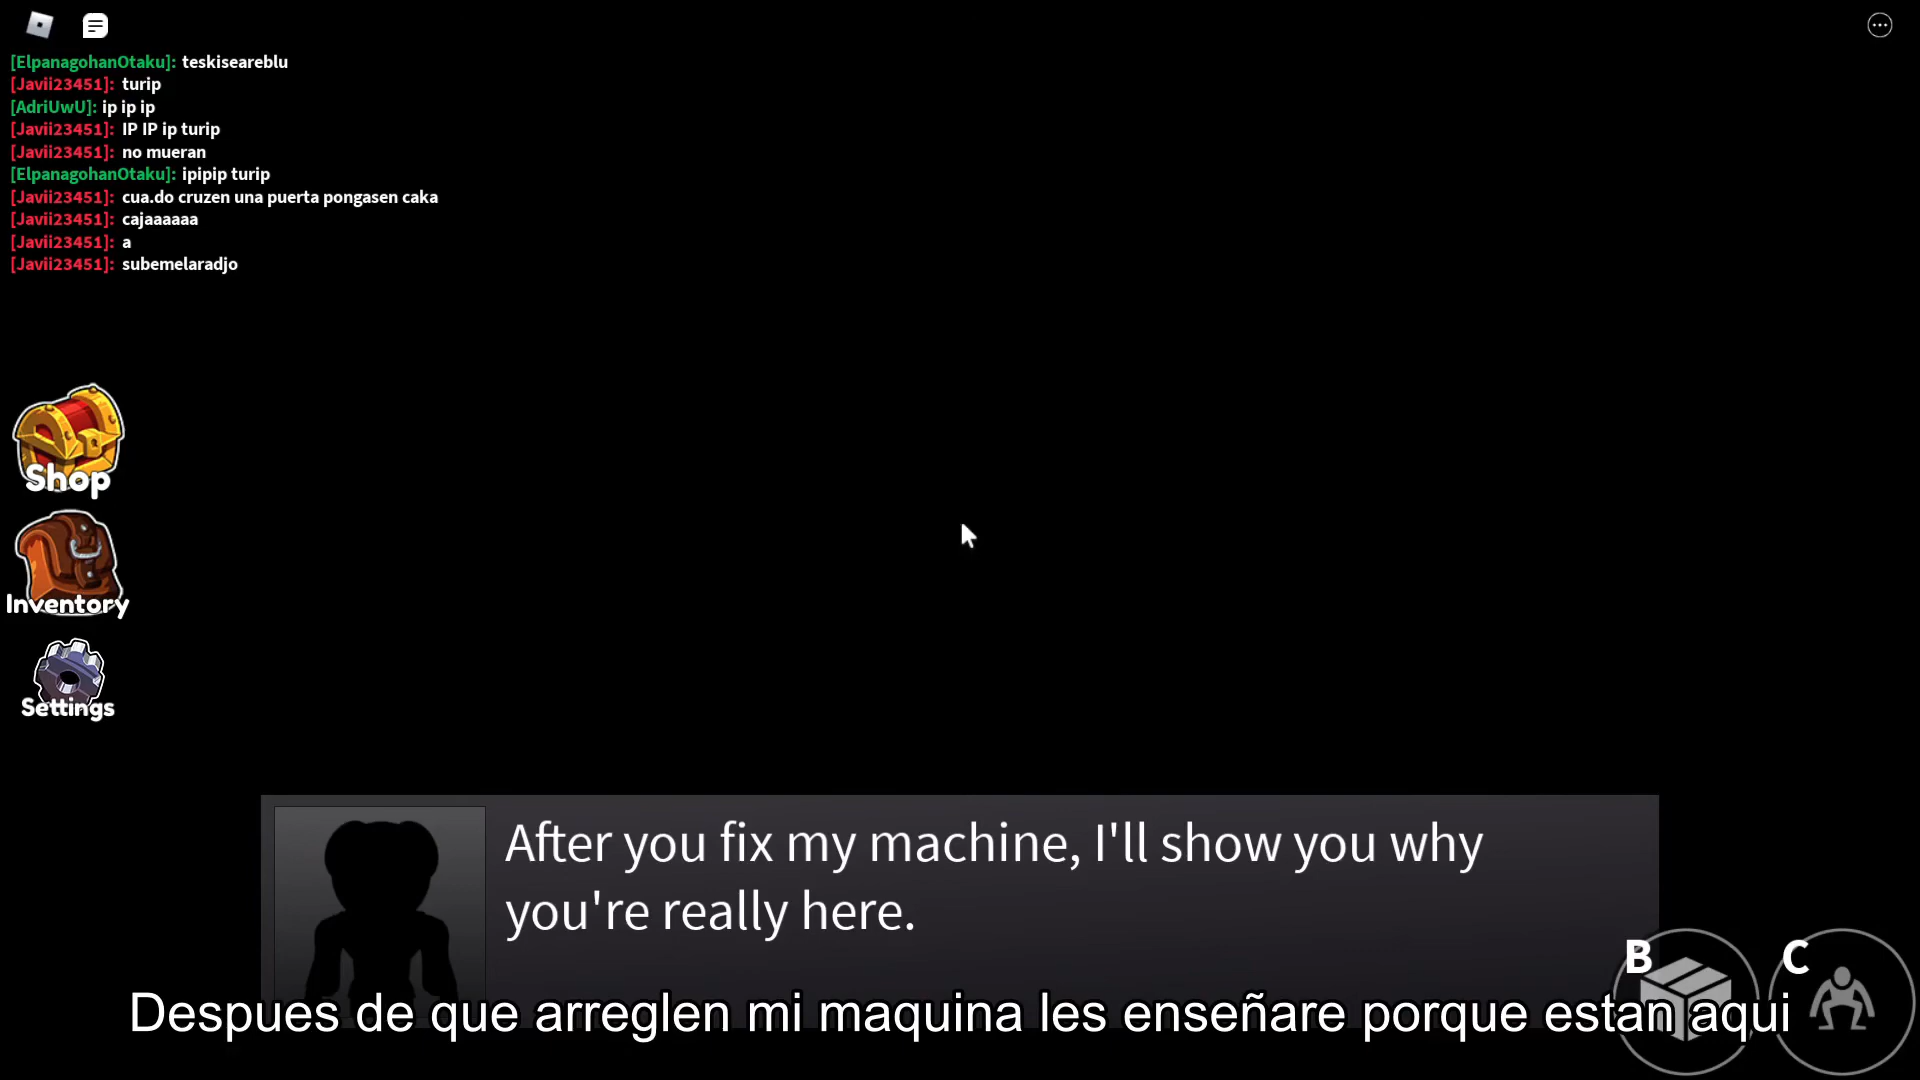 [ElpanagohanOtaku]: teskiseareblu
[Javii23451]: turip
[AdriUwU]: ip ip ip
[Javii23451]: IP IP ip turip
[Javii23451]: no mueran
[ElpanagohanOtaku]: ipipip turip
[Javii23451]: cua.do cruzen una puerta pongasen caka
[Javii23451]: cajaaaaaa
[Javii23451]: a
[Javii23451]: subemelaradjo
Shop
Inventory
Settings
After you fix my machine, I'll show you why
you're really here.
B
C
Despues de que arreglen mi maquina les enseñare porque estan aqui